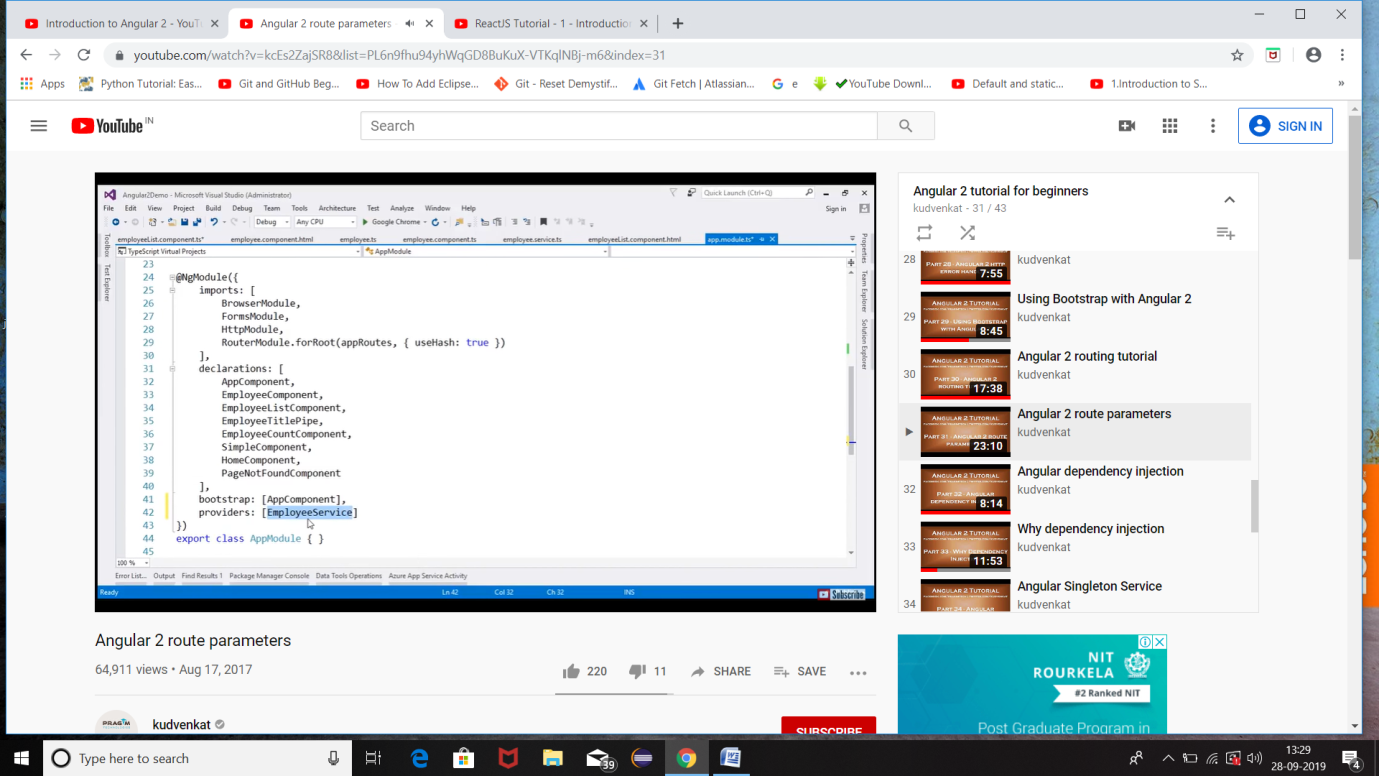 Introduction to Angular 2 - YouT
Angular 2 route parameters -
ReactJS Tutorial - 1 - Introduction
youtube.com/watch?v=kcEs2ZajSR8&list=PL6n9fhu94yhWqGD8BuKuX-VTKqlNBj-m6&index=31
Apps
Python Tutorial: Eas...
Git and GitHub Beg...
How To Add Eclipse...
Git - Reset Demystif...
Git Fetch | Atlassian...
e
YouTube Downl...
Default and static...
1.Introduction to S...
YouTube IN
Search
SIGN IN
Angular2Demo - Microsoft Visual Studio (Administrator)
Quick Launch (Ctrl+Q)
File Edit View Project Build Debug Team Tools Architecture Test Analyze Window Help
Sign in
Debug Any CPU Google Chrome
employeeList.component.ts* employee.component.html employee.ts employee.component.ts employee.service.ts employeeList.component.html app.module.ts*
TypeScript Virtual Projects AppModule
Toolbox
Test Explorer
Properties
Team Explorer
Solution Explorer
23
24 @NgModule({
25 imports: [
26 BrowserModule,
27 FormsModule,
28 HttpModule,
29 RouterModule.forRoot(appRoutes, { useHash: true })
30 ],
31 declarations: [
32 AppComponent,
33 EmployeeComponent,
34 EmployeeListComponent,
35 EmployeeTitlePipe,
36 EmployeeCountComponent,
37 SimpleComponent,
38 HomeComponent,
39 PageNotFoundComponent
40 ],
41 bootstrap: [AppComponent],
42 providers: [EmployeeService]
43 })
44 export class AppModule { }
45
100 %
Error List... Output Find Results 1 Package Manager Console Data Tools Operations Azure App Service Activity
Ready Ln 42 Col 32 Ch 32 INS
Subscribe
Angular 2 route parameters
64,911 views • Aug 17, 2017
220 11 SHARE SAVE
PRAGIM
kudvenkat
SUBSCRIBE
Angular 2 tutorial for beginners
kudvenkat - 31 / 43
28
7:55
kudvenkat
29
8:45
Using Bootstrap with Angular 2
kudvenkat
30
17:38
Angular 2 routing tutorial
kudvenkat
23:10
Angular 2 route parameters
kudvenkat
32
8:14
Angular dependency injection
kudvenkat
33
11:53
Why dependency injection
kudvenkat
34
Angular Singleton Service
kudvenkat
NIT
ROURKELA
#2 Ranked NIT
Post Graduate Program in
Type here to search
39
13:29
28-09-2019
4